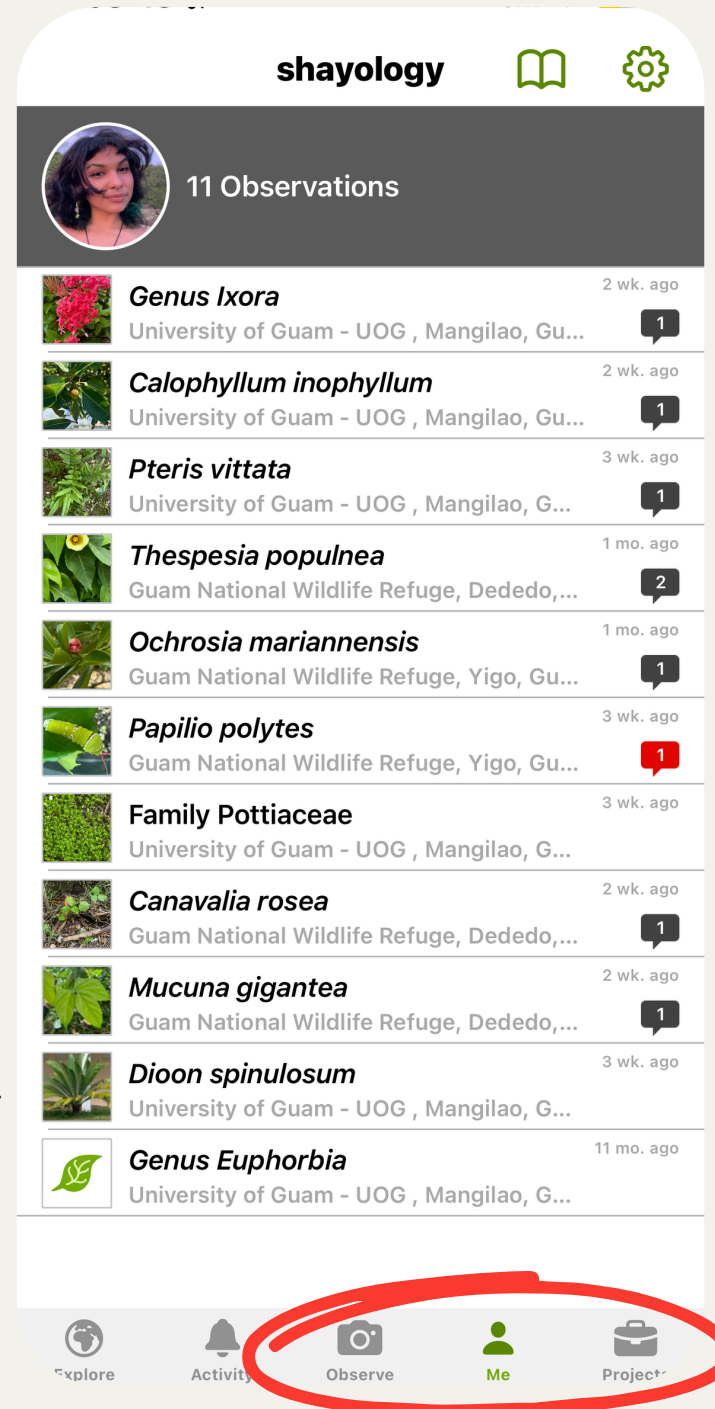 shayology
11 Observations
Genus Ixora
2 wk. ago
University of Guam - UOG , Mangilao, Gu...
1
Calophyllum inophyllum
2 wk. ago
University of Guam - UOG , Mangilao, Gu...
1
Pteris vittata
3 wk. ago
University of Guam - UOG , Mangilao, G...
1
Thespesia populnea
1 mo. ago
Guam National Wildlife Refuge, Dededo,...
2
Ochrosia mariannensis
1 mo. ago
Guam National Wildlife Refuge, Yigo, Gu...
1
Papilio polytes
3 wk. ago
Guam National Wildlife Refuge, Yigo, Gu...
1
Family Pottiaceae
3 wk. ago
University of Guam - UOG , Mangilao, G...
Canavalia rosea
2 wk. ago
Guam National Wildlife Refuge, Dededo,...
1
Mucuna gigantea
2 wk. ago
Guam National Wildlife Refuge, Dededo,...
1
Dioon spinulosum
3 wk. ago
University of Guam - UOG , Mangilao, G...
Genus Euphorbia
11 mo. ago
University of Guam - UOG , Mangilao, G...
Explore Activity Observe Me Projects